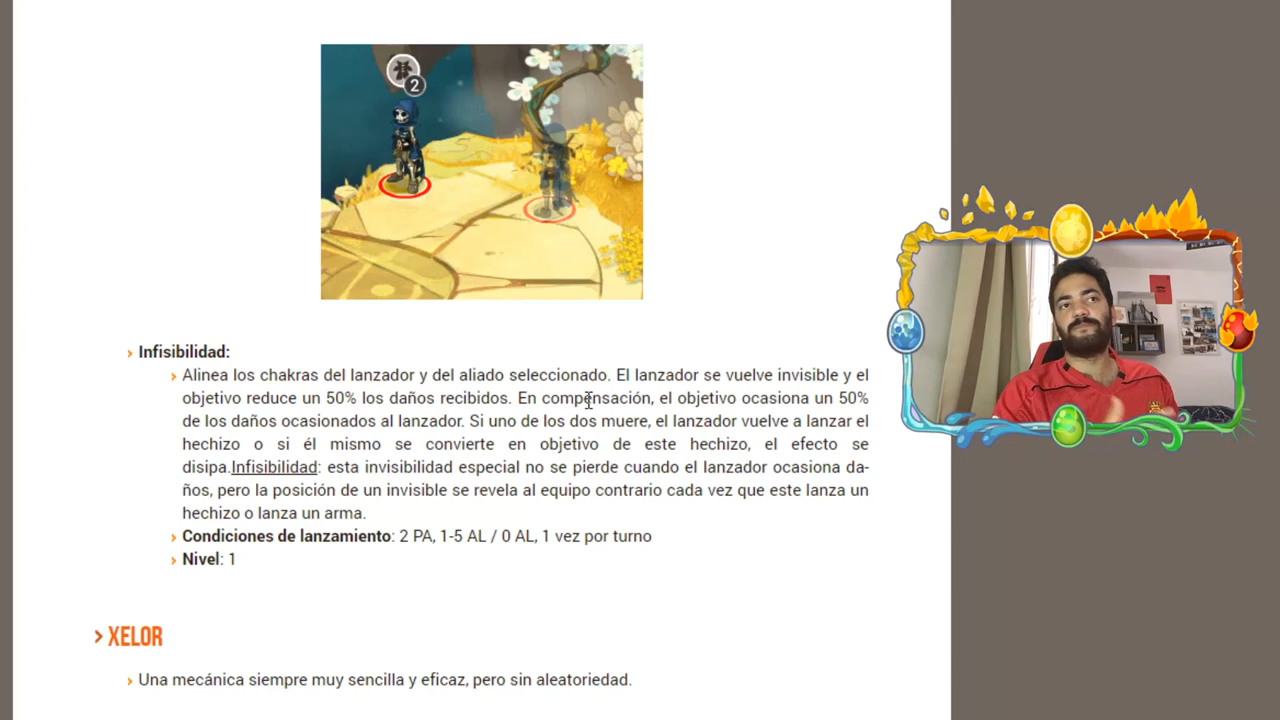 2
Infisibilidad:
Alinea los chakras del lanzador y del aliado seleccionado. El lanzador se vuelve invisible y el
objetivo reduce un 50% los daños recibidos. En compensación, el objetivo ocasiona un 50%
de los daños ocasionados al lanzador. Si uno de los dos muere, el lanzador vuelve a lanzar el
hechizo o si él mismo se convierte en objetivo de este hechizo, el efecto se
disipa.Infisibilidad: esta invisibilidad especial no se pierde cuando el lanzador ocasiona da-
ños, pero la posición de un invisible se revela al equipo contrario cada vez que este lanza un
hechizo o lanza un arma.
Condiciones de lanzamiento: 2 PA, 1-5 AL / 0 AL, 1 vez por turno
Nivel: 1
> XELOR
Una mecánica siempre muy sencilla y eficaz, pero sin aleatoriedad.